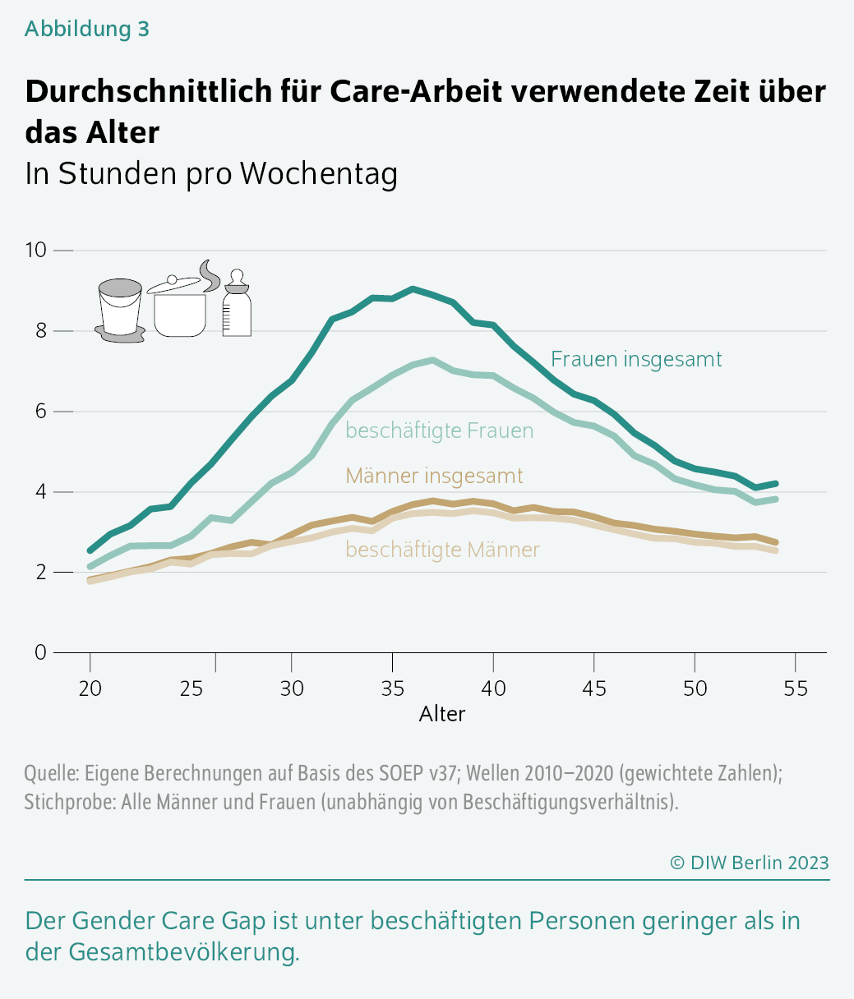 Abbildung 3
Durchschnittlich für Care-Arbeit verwendete Zeit über
das Alter
In Stunden pro Wochentag
10
8
Frauen insgesamt
6
beschäftigte Frauen
Männer insgesamt
4
beschäftigte Männer
2
0
20 25 30 35 40 45 50 55
Alter
Quelle: Eigene Berechnungen auf Basis des SOEP v37; Wellen 2010–2020 (gewichtete Zahlen);
Stichprobe: Alle Männer und Frauen (unabhängig von Beschäftigungsverhältnis).
© DIW Berlin 2023
Der Gender Care Gap ist unter beschäftigten Personen geringer als in
der Gesamtbevölkerung.